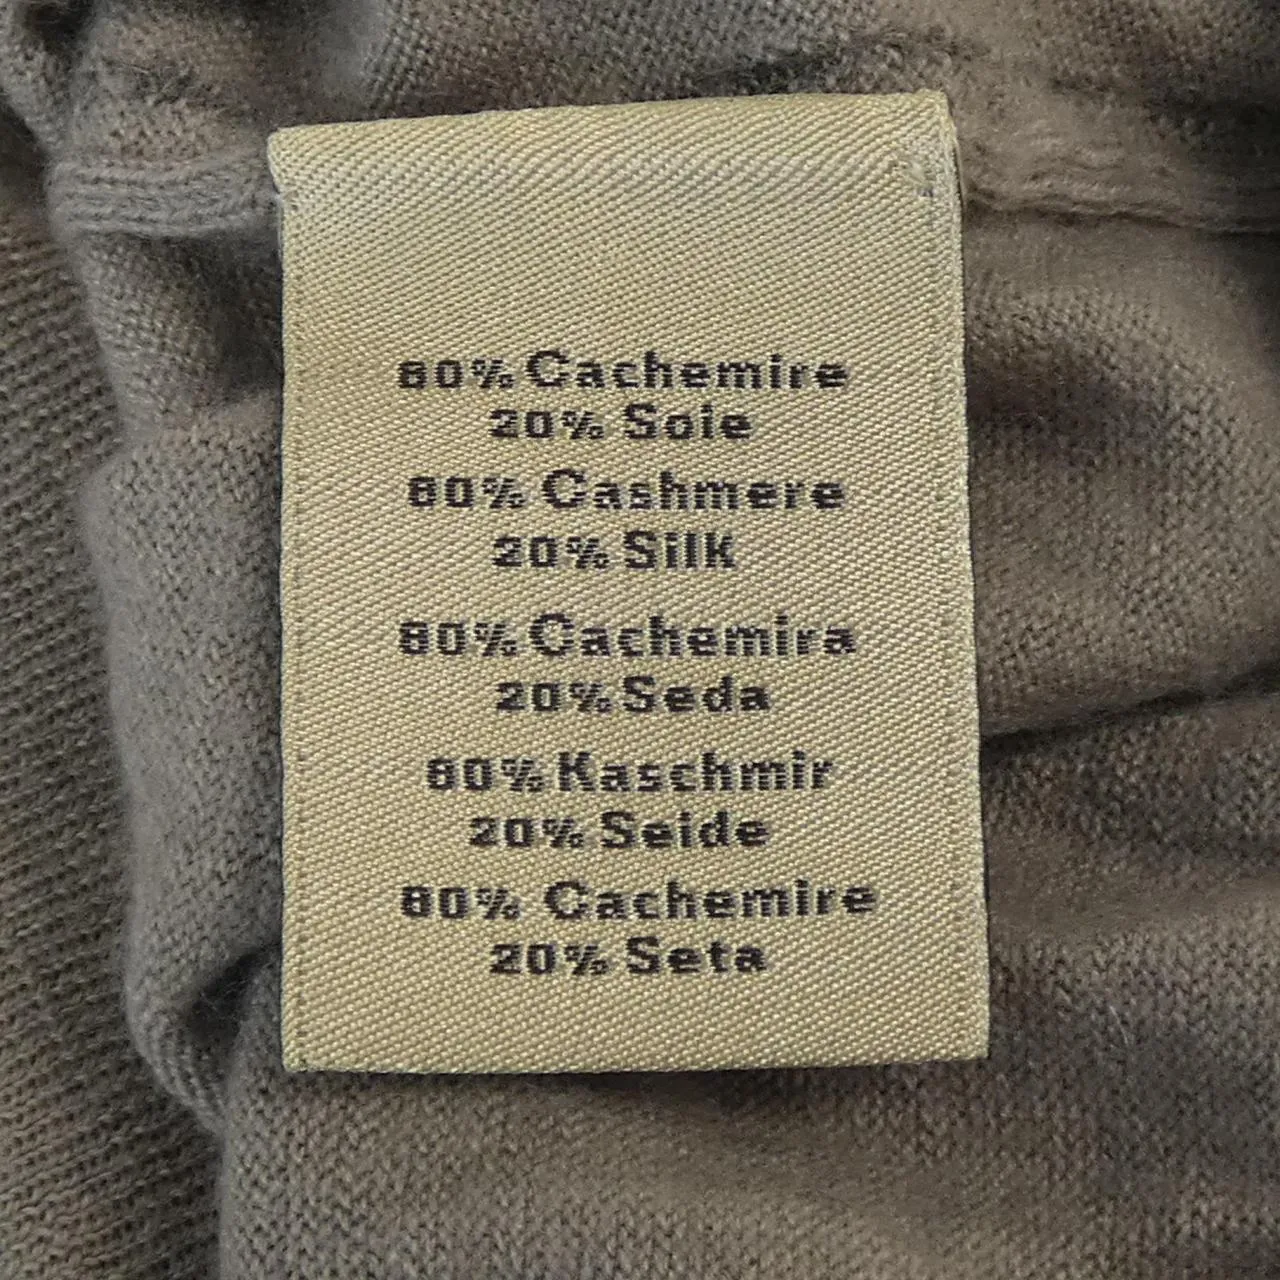 80% Cachemire
20% Soie
80% Cashmere
20% Silk
80% Cachemira
20% Seda
80% Kaschmir
20% Seide
80% Cachemire
20% Seta